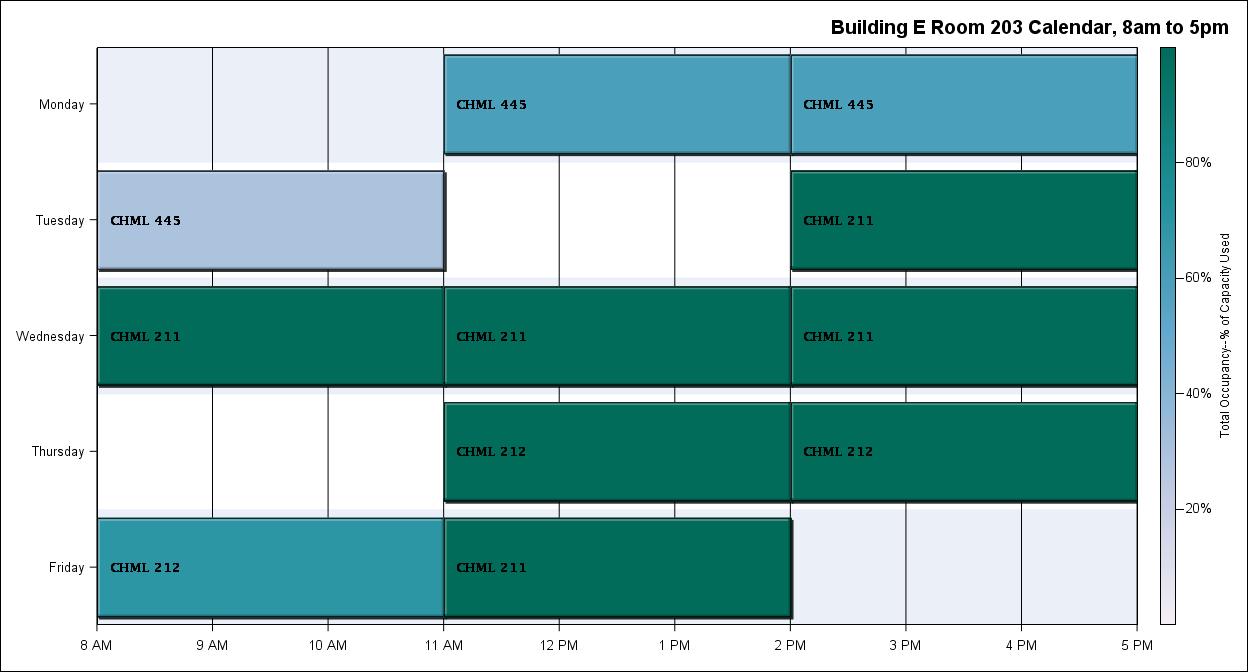 Building E Room 203 Calendar, 8am to 5pm
Monday
CHML 445
CHML 445
Tuesday
CHML 445
CHML 211
Wednesday
CHML 211
CHML 211
CHML 211
Thursday
CHML 212
CHML 212
Friday
CHML 212
CHML 211
8 AM
9 AM
10 AM
11 AM
12 PM
1 PM
2 PM
3 PM
4 PM
5 PM
80%
60%
40%
20%
Total Occupancy--% of Capacity Used